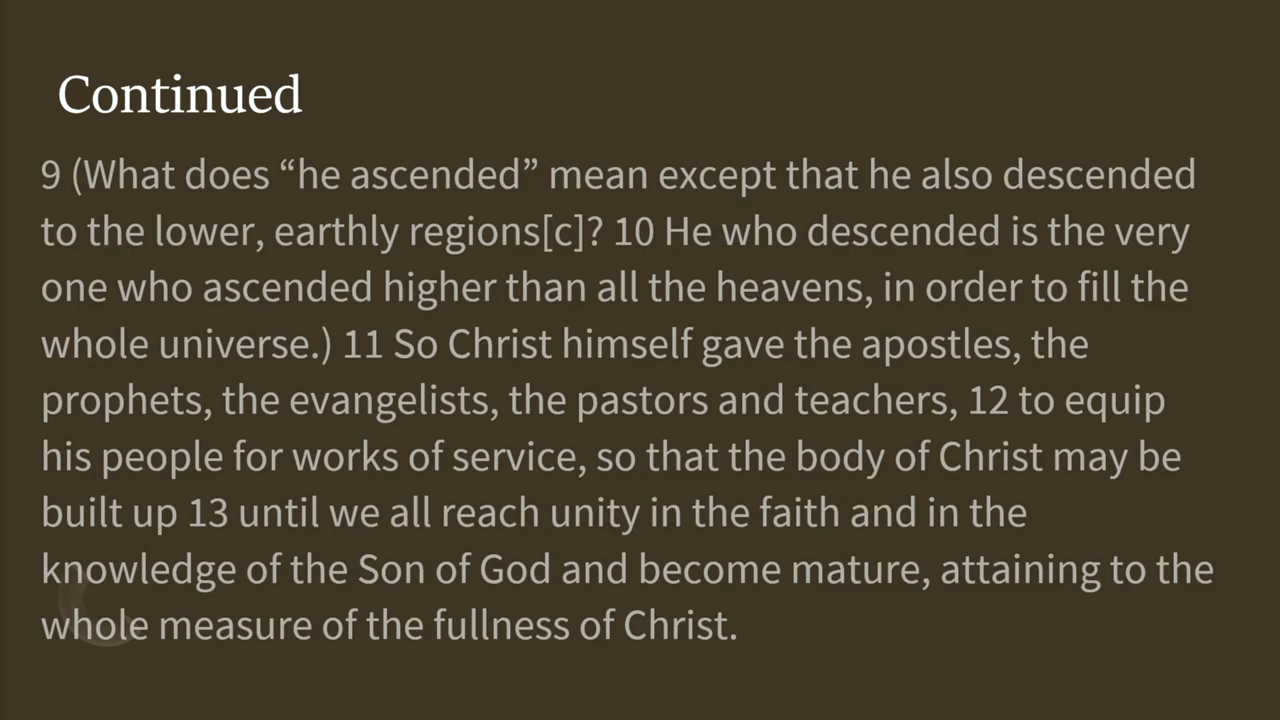 Continued
9 (What does “he ascended” mean except that he also descended
to the lower, earthly regions[c]? 10 He who descended is the very
one who ascended higher than all the heavens, in order to fill the
whole universe.) 11 So Christ himself gave the apostles, the
prophets, the evangelists, the pastors and teachers, 12 to equip
his people for works of service, so that the body of Christ may be
built up 13 until we all reach unity in the faith and in the
knowledge of the Son of God and become mature, attaining to the
whole measure of the fullness of Christ.